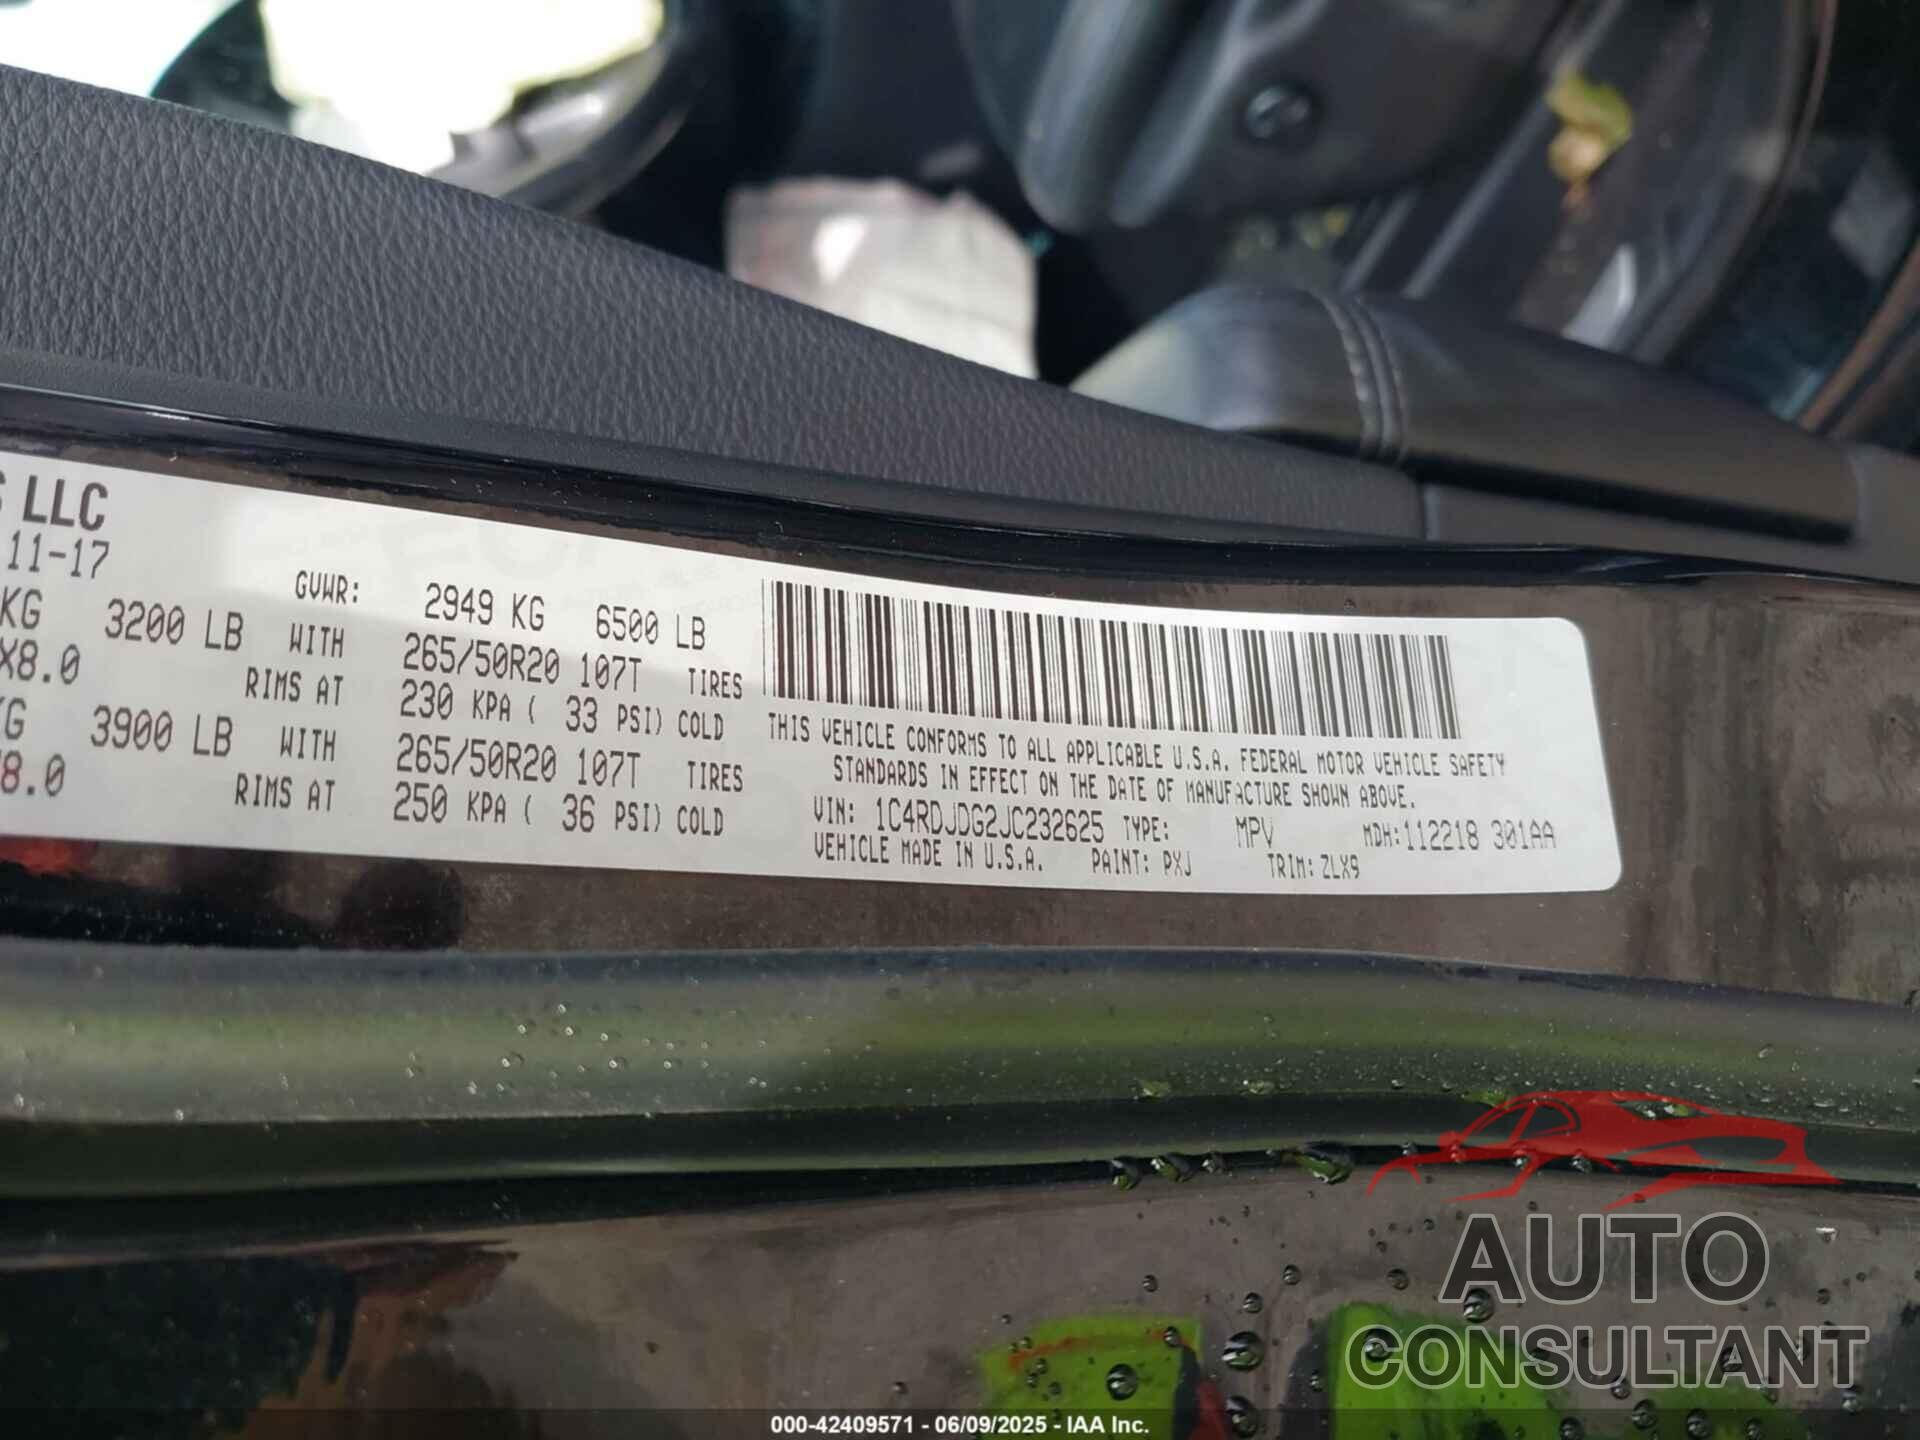 LLC
11-17
GVWR: 2949 KG 6500 LB
KG 3200 LB WITH 265/50R20 107T TIRES
X8.0 RIMS AT 230 KPA ( 33 PSI) COLD
3900 LB WITH 265/50R20 107T TIRES
8.0 RIMS AT 250 KPA ( 36 PSI) COLD
THIS VEHICLE CONFORMS TO ALL APPLICABLE U.S.A. FEDERAL MOTOR VEHICLE SAFETY
STANDARDS IN EFFECT ON THE DATE OF MANUFACTURE SHOWN ABOVE.
VIN: 1C4RDJDG2JC232625 TYPE: MPV MDH:112218 301AA
VEHICLE MADE IN U.S.A. PAINT: PXJ TRIM: ZLX9
AUTO
CONSULTANT
000-42409571 - 06/09/2025 - IAA Inc.